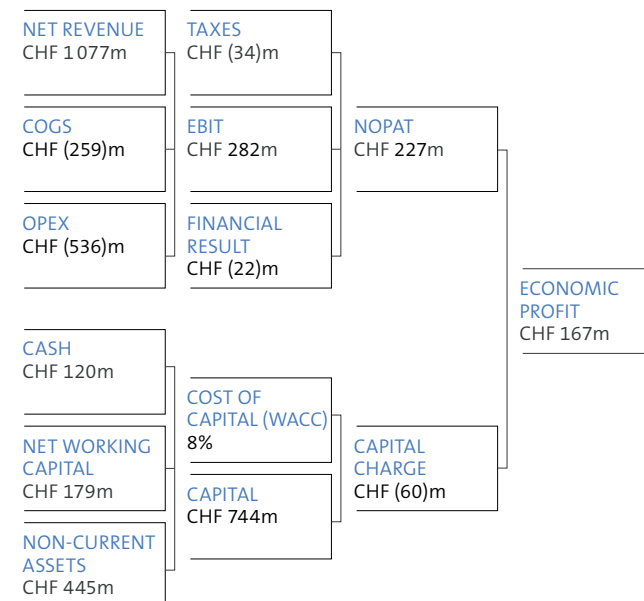 NET REVENUE
CHF 1 077m
TAXES
CHF (34)m
COGS
CHF (259)m
EBIT
CHF 282m
NOPAT
CHF 227m
OPEX
CHF (536)m
FINANCIAL
RESULT
CHF (22)m
ECONOMIC
PROFIT
CHF 167m
CASH
CHF 120m
COST OF
CAPITAL (WACC)
8%
NET WORKING
CAPITAL
CHF 179m
CAPITAL
CHF 744m
CAPITAL
CHARGE
CHF (60)m
NON-CURRENT
ASSETS
CHF 445m